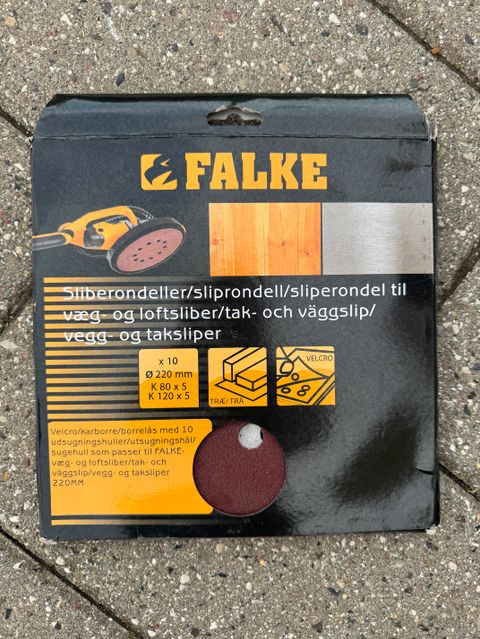 FALKE
Sliberondeller/sliprondell/sliperondel til
væg- og loftsliber/tak- och väggslip/
vegg- og taksliper
x 10
Ø 220 mm
K 80 x 5
K 120 x 5
TRÆ/TRÄ
VELCRO
Velcro/karborre/borrelås med 10
udsugningshuller/utsugningshål/
sugehull som passer til FALKE-
væg- og loftsliber/tak- och
väggslip/vegg- og taksliper
220MM